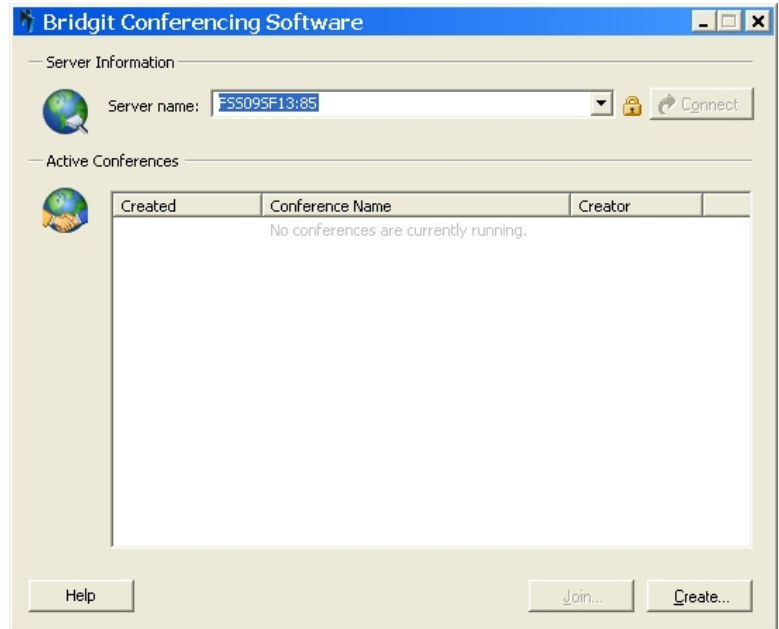 Bridgit Conferencing Software
Server Information
Server name: FSS09SF13:85 Connect
Active Conferences
Created Conference Name Creator
No conferences are currently running.
Help Join... Create...